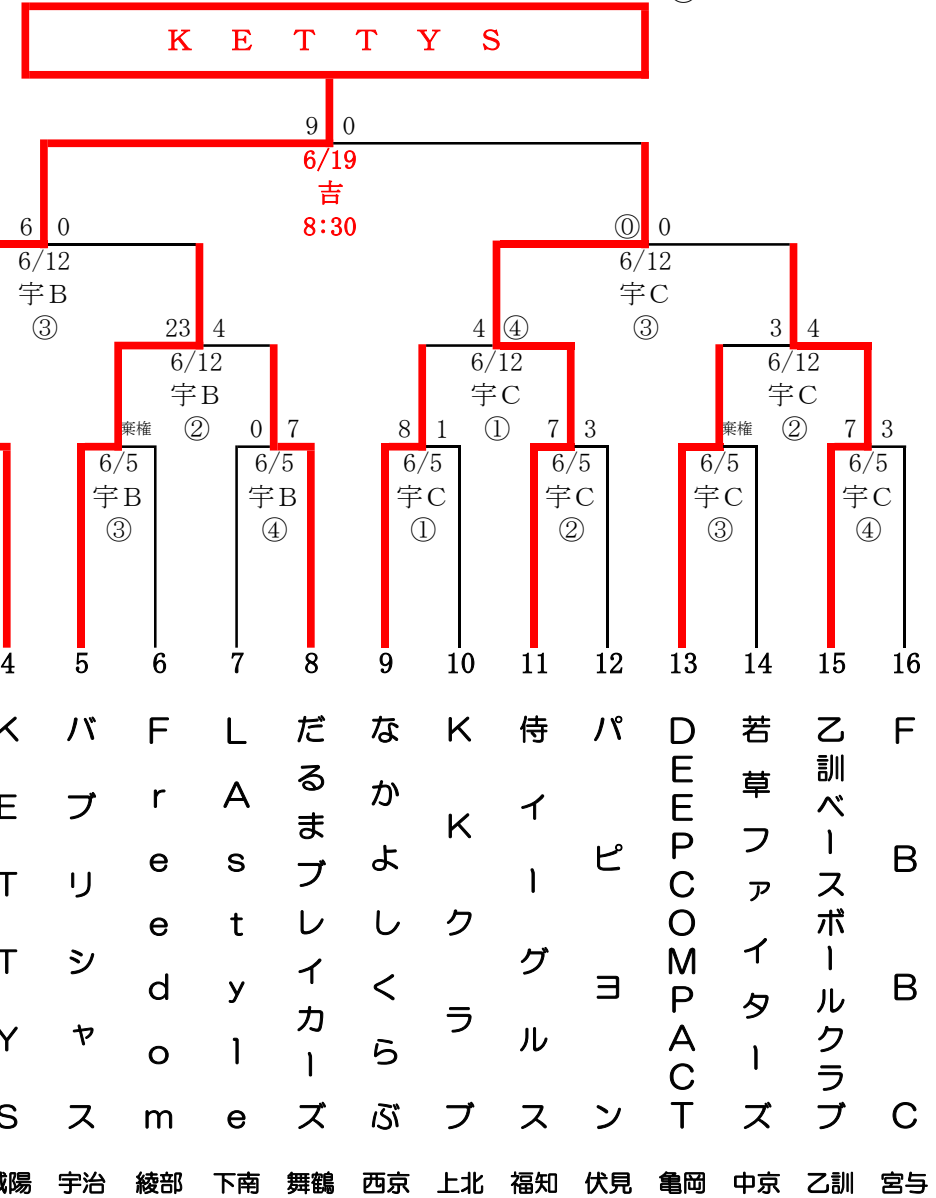 KETTYS
9 0
6/19
吉
8:30
6 0
⓪ 0
6/12
宇B
③
6/12
宇C
③
23 4
4 ④
3 4
6/12
宇B
②
6/12
宇C
①
6/12
宇C
②
棄権
0 7
8 1
7 3
棄権
7 3
6/5
宇B
③
6/5
宇B
④
6/5
宇C
①
6/5
宇C
②
6/5
宇C
③
6/5
宇C
④
4 5 6 7 8 9 10 11 12 13 14 15 16
KETTYS
バブリシャス
Freedom
LAstyle
だるまブレイカーズ
なかよしくらぶ
KKクラブ
侍イーグルス
パピヨン
DEEPCOMPACT
若草ファイターズ
乙訓ベースボールクラブ
FBBC
城陽 宇治 綾部 下南 舞鶴 西京 上北 福知 伏見 亀岡 中京 乙訓 宮与